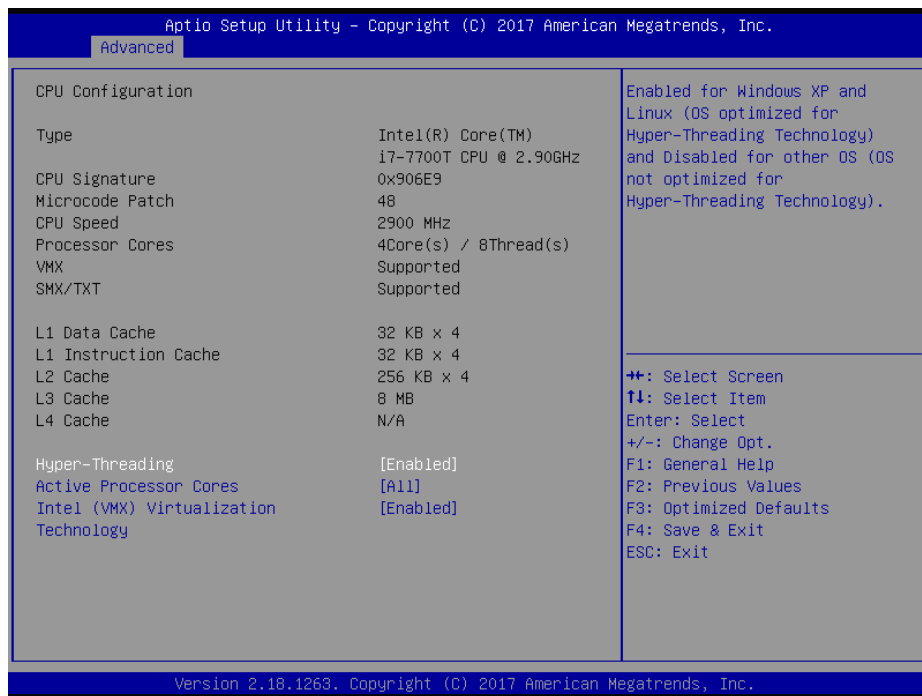 Aptio Setup Utility – Copyright (C) 2017 American Megatrends, Inc.
Advanced
CPU Configuration
Type Intel(R) Core(TM)
i7-7700T CPU @ 2.90GHz
CPU Signature 0x906E9
Microcode Patch 48
CPU Speed 2900 MHz
Processor Cores 4Core(s) / 8Thread(s)
VMX Supported
SMX/TXT Supported
L1 Data Cache 32 KB x 4
L1 Instruction Cache 32 KB x 4
L2 Cache 256 KB x 4
L3 Cache 8 MB
L4 Cache N/A
Hyper-Threading [Enabled]
Active Processor Cores [All]
Intel (VMX) Virtualization [Enabled]
Technology
Enabled for Windows XP and
Linux (OS optimized for
Hyper-Threading Technology)
and Disabled for other OS (OS
not optimized for
Hyper-Threading Technology).
→←: Select Screen
↑↓: Select Item
Enter: Select
+/-: Change Opt.
F1: General Help
F2: Previous Values
F3: Optimized Defaults
F4: Save & Exit
ESC: Exit
Version 2.18.1263. Copyright (C) 2017 American Megatrends, Inc.